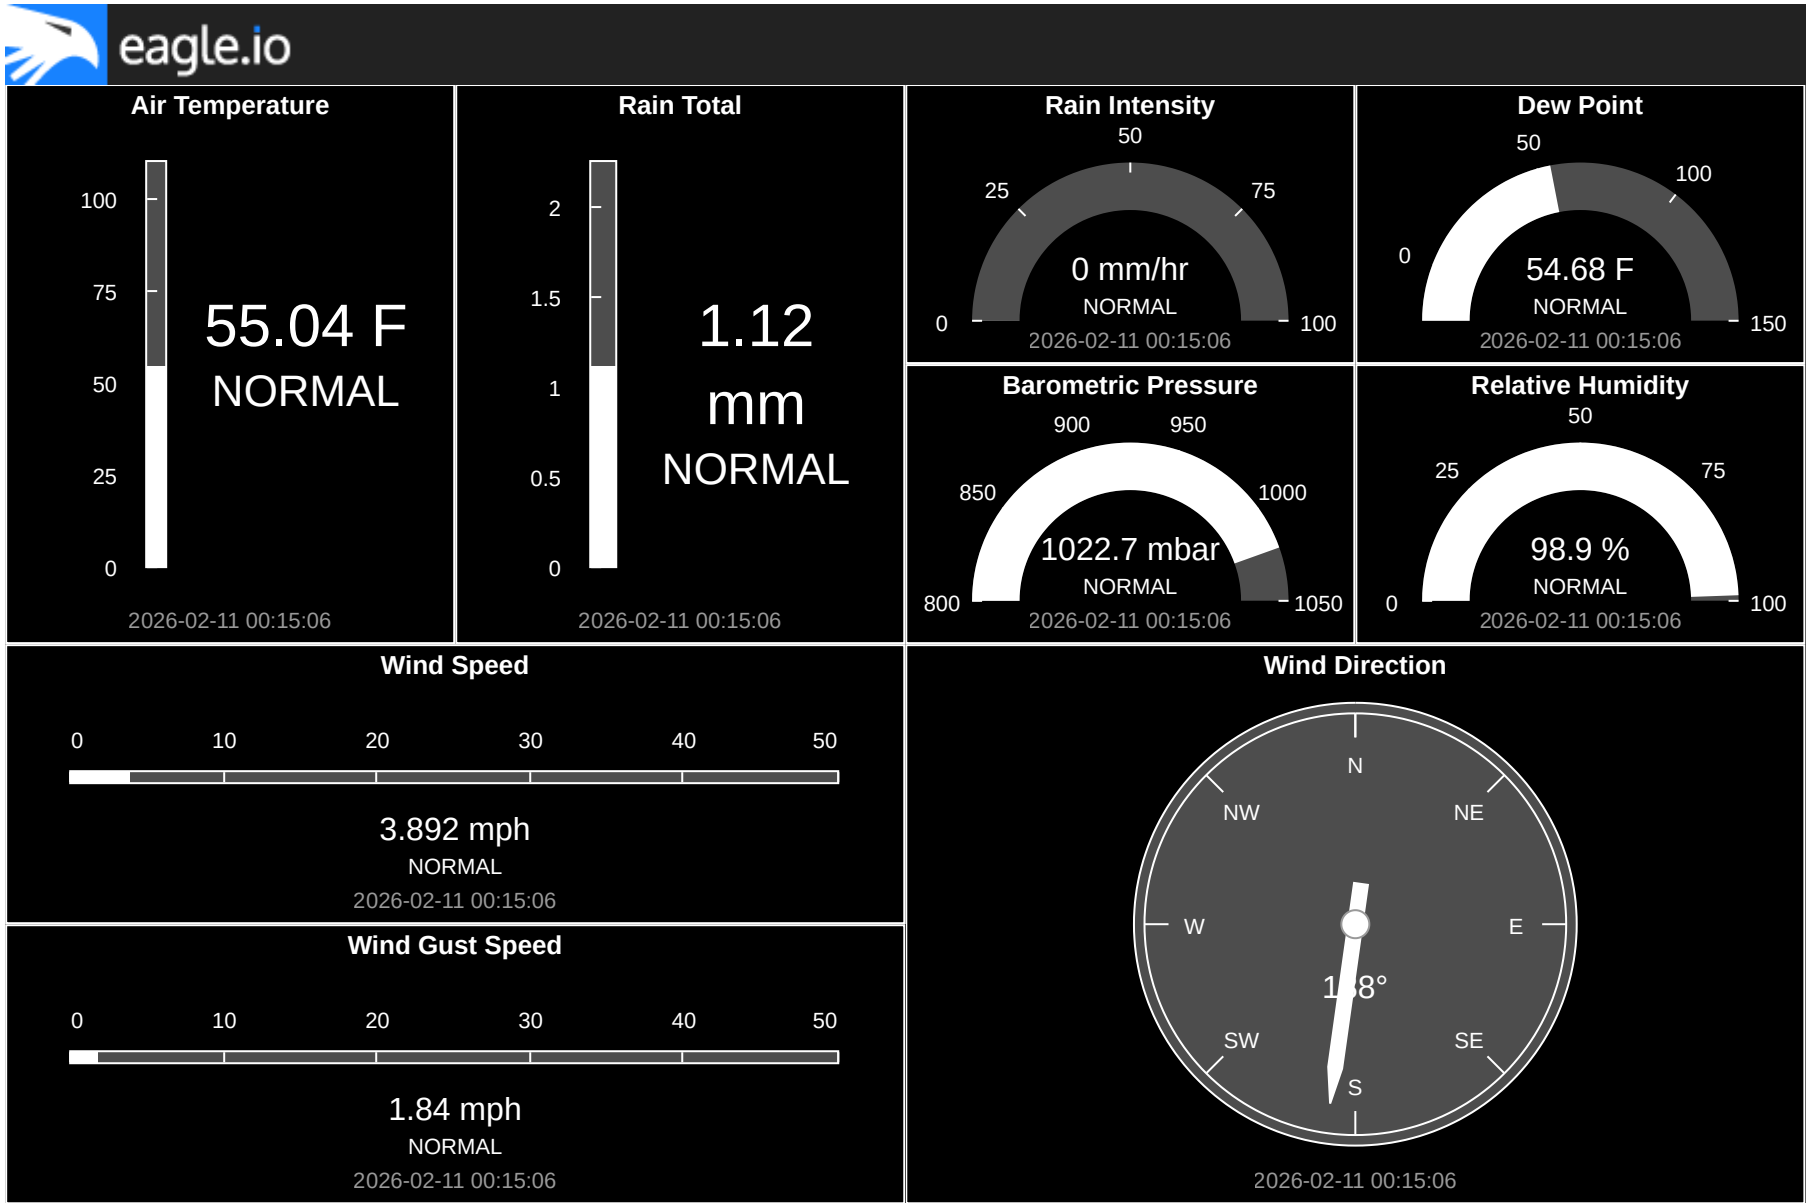 eagle.io
Air Temperature
100
75
50
25
0
55.04 F
NORMAL
2026-02-11 00:15:06
Rain Total
2
1.5
1
0.5
0
1.12
mm
NORMAL
2026-02-11 00:15:06
Rain Intensity
0
25
50
75
100
0 mm/hr
NORMAL
2026-02-11 00:15:06
Dew Point
0
50
100
150
54.68 F
NORMAL
2026-02-11 00:15:06
Barometric Pressure
800
850
900
950
1000
1050
1022.7 mbar
NORMAL
2026-02-11 00:15:06
Relative Humidity
0
25
50
75
100
98.9 %
NORMAL
2026-02-11 00:15:06
Wind Speed
0 10 20 30 40 50
3.892 mph
NORMAL
2026-02-11 00:15:06
Wind Gust Speed
0 10 20 30 40 50
1.84 mph
NORMAL
2026-02-11 00:15:06
Wind Direction
N
NW NE
W E
SW SE
S
2026-02-11 00:15:06